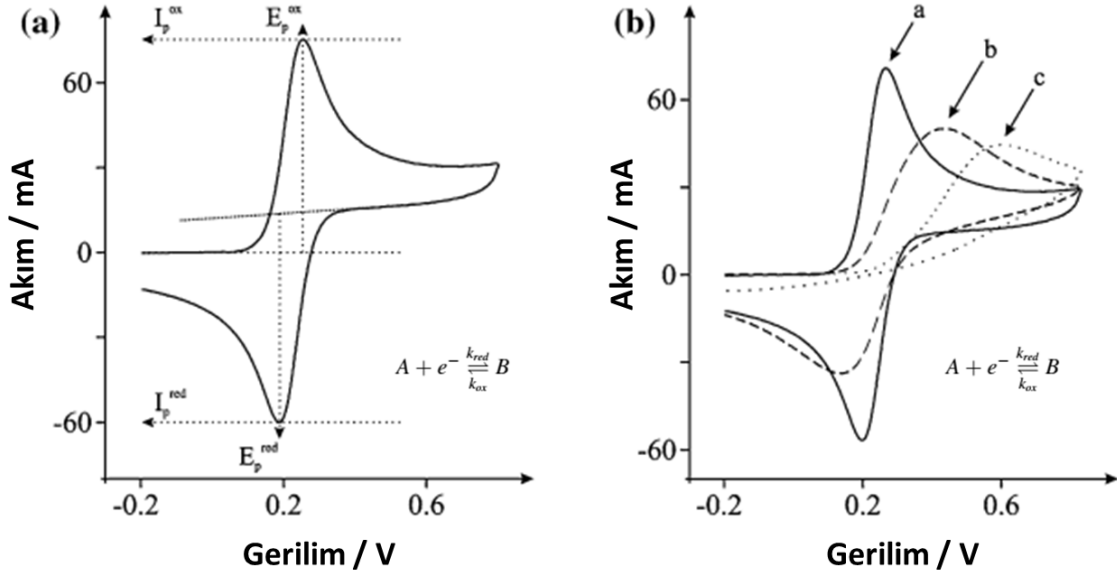 (a)
I_p^ox
E_p^ox
60
0
-60
Akım / mA
I_p^red
E_p^red
A + e⁻ k_red ⇌ k_ox B
-0.2
0.2
0.6
Gerilim / V
(b)
a
b
c
60
0
-60
Akım / mA
A + e⁻ k_red ⇌ k_ox B
-0.2
0.2
0.6
Gerilim / V